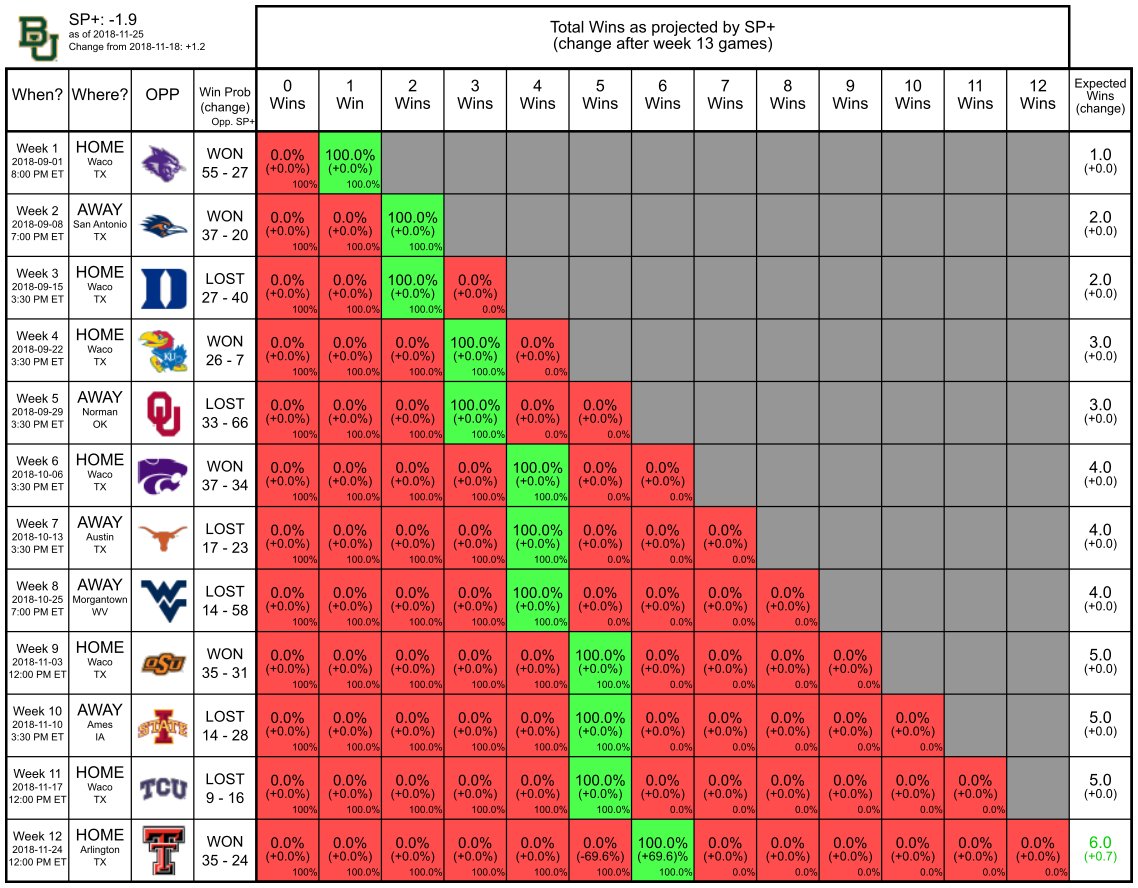 BU
SP+: -1.9
as of 2018-11-25
Change from 2018-11-18: +1.2
Total Wins as projected by SP+
(change after week 13 games)
When? Where? OPP Win Prob (change) Opp. SP+ 0 Wins 1 Win 2 Wins 3 Wins 4 Wins 5 Wins 6 Wins 7 Wins 8 Wins 9 Wins 10 Wins 11 Wins 12 Wins Expected Wins (change)
Week 1 HOME WON 0.0% 100.0% 1.0
2018-09-01 Waco 55 - 27 (+0.0%) (+0.0%) (+0.0)
8:00 PM ET TX 100% 100.0%
Week 2 AWAY WON 0.0% 0.0% 100.0% 2.0
2018-09-08 San Antonio 37 - 20 (+0.0%) (+0.0%) (+0.0%) (+0.0)
7:00 PM ET TX 100% 100.0% 100.0%
Week 3 HOME D LOST 0.0% 0.0% 100.0% 0.0% 2.0
2018-09-15 Waco 27 - 40 (+0.0%) (+0.0%) (+0.0%) (+0.0%) (+0.0)
3:30 PM ET TX 100% 100.0% 100.0% 0.0%
Week 4 HOME KU WON 0.0% 0.0% 0.0% 100.0% 0.0% 3.0
2018-09-22 Waco 26 - 7 (+0.0%) (+0.0%) (+0.0%) (+0.0%) (+0.0%) (+0.0)
3:30 PM ET TX 100% 100.0% 100.0% 100.0% 0.0%
Week 5 AWAY OU LOST 0.0% 0.0% 0.0% 100.0% 0.0% 0.0% 3.0
2018-09-29 Norman 33 - 66 (+0.0%) (+0.0%) (+0.0%) (+0.0%) (+0.0%) (+0.0%) (+0.0)
3:30 PM ET OK 100% 100.0% 100.0% 100.0% 0.0% 0.0%
Week 6 HOME WON 0.0% 0.0% 0.0% 0.0% 100.0% 0.0% 0.0% 4.0
2018-10-06 Waco 37 - 34 (+0.0%) (+0.0%) (+0.0%) (+0.0%) (+0.0%) (+0.0%) (+0.0%) (+0.0)
3:30 PM ET TX 100% 100.0% 100.0% 100.0% 100.0% 0.0% 0.0%
Week 7 AWAY LOST 0.0% 0.0% 0.0% 0.0% 100.0% 0.0% 0.0% 0.0% 4.0
2018-10-13 Austin 17 - 23 (+0.0%) (+0.0%) (+0.0%) (+0.0%) (+0.0%) (+0.0%) (+0.0%) (+0.0%) (+0.0)
3:30 PM ET TX 100% 100.0% 100.0% 100.0% 100.0% 0.0% 0.0% 0.0%
Week 8 AWAY WV LOST 0.0% 0.0% 0.0% 0.0% 100.0% 0.0% 0.0% 0.0% 0.0% 4.0
2018-10-25 Morgantown 14 - 58 (+0.0%) (+0.0%) (+0.0%) (+0.0%) (+0.0%) (+0.0%) (+0.0%) (+0.0%) (+0.0%) (+0.0)
7:00 PM ET WV 100% 100.0% 100.0% 100.0% 100.0% 0.0% 0.0% 0.0% 0.0%
Week 9 HOME OSU WON 0.0% 0.0% 0.0% 0.0% 0.0% 100.0% 0.0% 0.0% 0.0% 0.0% 5.0
2018-11-03 Waco 35 - 31 (+0.0%) (+0.0%) (+0.0%) (+0.0%) (+0.0%) (+0.0%) (+0.0%) (+0.0%) (+0.0%) (+0.0%) (+0.0)
12:00 PM ET TX 100% 100.0% 100.0% 100.0% 100.0% 100.0% 0.0% 0.0% 0.0% 0.0%
Week 10 AWAY I STATE LOST 0.0% 0.0% 0.0% 0.0% 0.0% 100.0% 0.0% 0.0% 0.0% 0.0% 0.0% 5.0
2018-11-10 Ames 14 - 28 (+0.0%) (+0.0%) (+0.0%) (+0.0%) (+0.0%) (+0.0%) (+0.0%) (+0.0%) (+0.0%) (+0.0%) (+0.0%) (+0.0)
3:30 PM ET IA 100% 100.0% 100.0% 100.0% 100.0% 100.0% 0.0% 0.0% 0.0% 0.0% 0.0%
Week 11 HOME TCU LOST 0.0% 0.0% 0.0% 0.0% 0.0% 100.0% 0.0% 0.0% 0.0% 0.0% 0.0% 0.0% 5.0
2018-11-17 Waco 9 - 16 (+0.0%) (+0.0%) (+0.0%) (+0.0%) (+0.0%) (+0.0%) (+0.0%) (+0.0%) (+0.0%) (+0.0%) (+0.0%) (+0.0%) (+0.0)
12:00 PM ET TX 100% 100.0% 100.0% 100.0% 100.0% 100.0% 0.0% 0.0% 0.0% 0.0% 0.0% 0.0%
Week 12 HOME T WON 0.0% 0.0% 0.0% 0.0% 0.0% 0.0% 100.0% 0.0% 0.0% 0.0% 0.0% 0.0% 0.0% 6.0
2018-11-24 Arlington 35 - 24 (+0.0%) (+0.0%) (+0.0%) (+0.0%) (+0.0%) (-69.6%) (+69.6)% (+0.0%) (+0.0%) (+0.0%) (+0.0%) (+0.0%) (+0.0%) (+0.7)
12:00 PM ET TX 100% 100.0% 100.0% 100.0% 100.0% 100.0% 100.0% 0.0% 0.0% 0.0% 0.0% 0.0% 0.0%